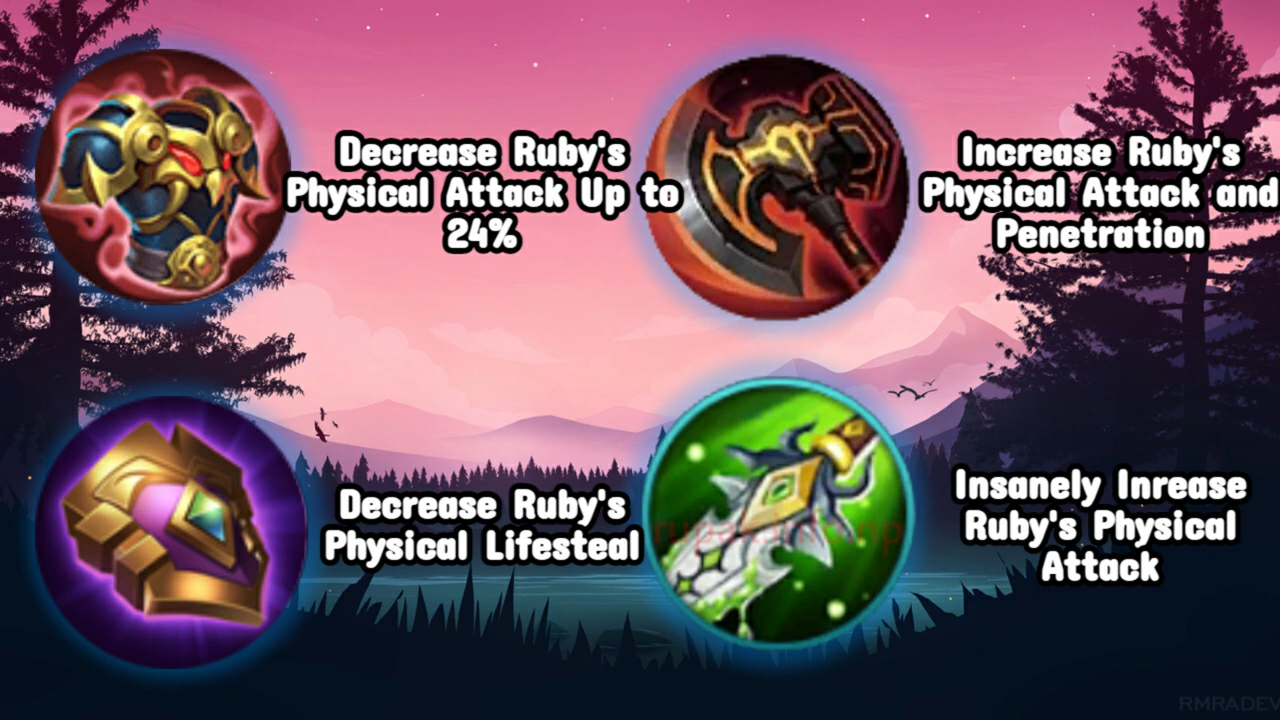 Decrease Ruby's
Physical Attack Up to
24%
Increase Ruby's
Physical Attack and
Penetration
Decrease Ruby's
Physical Lifesteal
Insanely Inrease
Ruby's Physical
Attack
RMRADEV